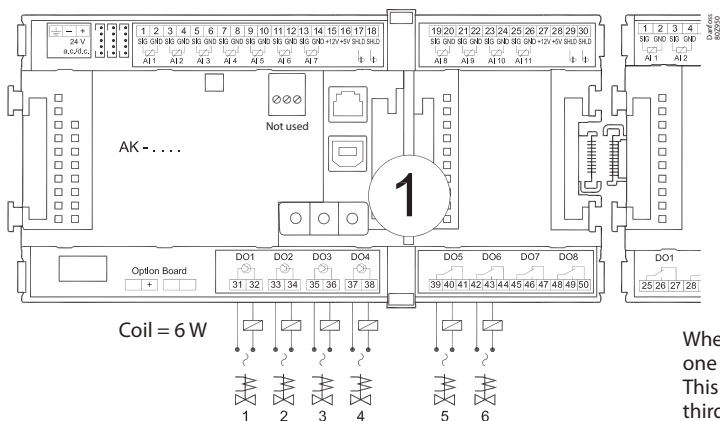 24 V
a.c./d.c.
− +
1 2 3 4 5 6 7 8 9 10 11 12 13 14 15 16 17 18
SIG GND SIG GND SIG GND SIG GND SIG GND SIG GND SIG GND +12V +5V SHLD SHLD
AI 1 AI 2 AI 3 AI 4 AI 5 AI 6 AI 7
19 20 21 22 23 24 25 26 27 28 29 30
SIG GND SIG GND SIG GND SIG GND +12V +5V SHLD SHLD
AI 8 AI 9 AI 10 AI 11
1 2 3 4
SIG GND SIG GND
AI 1 AI 2
Danfoss
80Z950
Not used
AK - . . . .
1
Option Board
+
DO1 DO2 DO3 DO4
31 32 33 34 35 36 37 38
DO5 DO6 DO7 DO8
39 40 41 42 43 44 45 46 47 48 49 50
DO1
25 26 27 28
Coil = 6 W
1 2 3 4 5 6
Whe
one
This
third